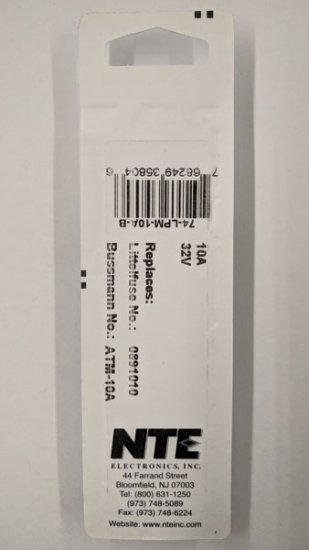 7 68249 35804 6
74-LPM-10A-B
10A
32V
Replaces:
Littelfuse No.: 0891010
Bussmann No.: ATM-10A
NTE
ELECTRONICS, INC.
44 Farrand Street
Bloomfield, NJ 07003
Tel: (800) 631-1250
(973) 748-5089
Fax: (973) 748-6224
Website: www.nteinc.com